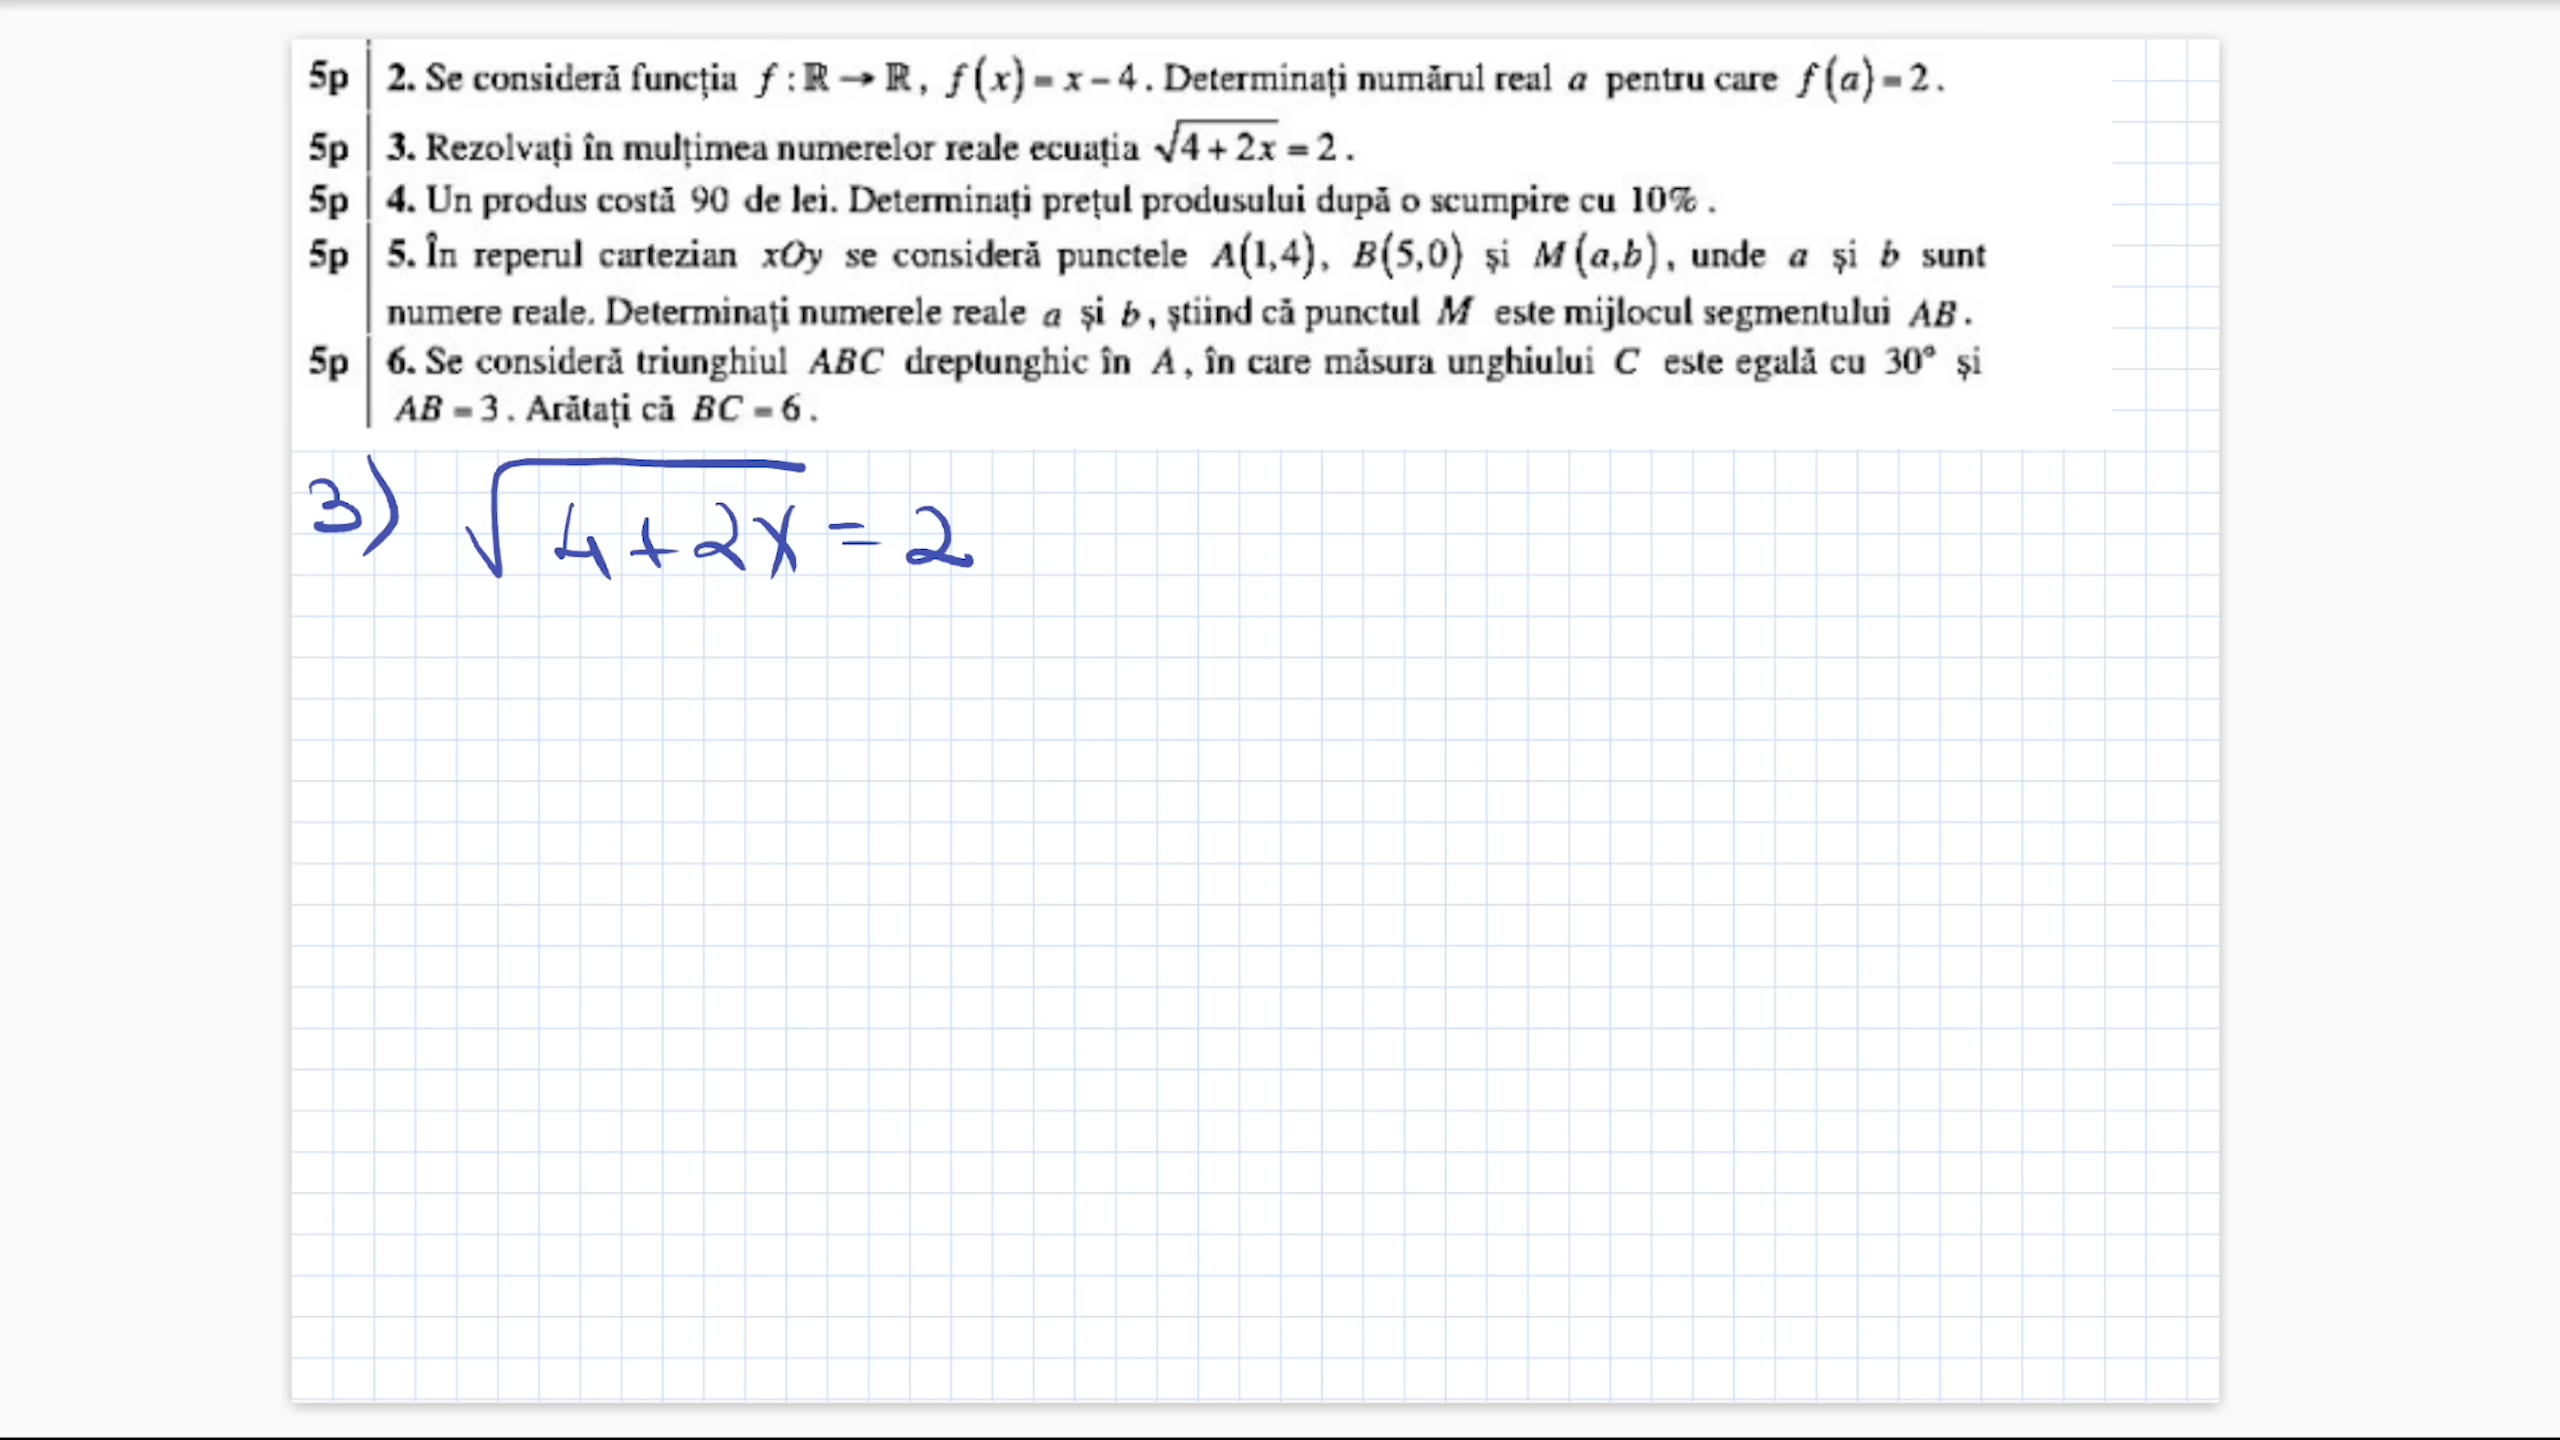 5p 2. Se consideră funcția f : ℝ → ℝ, f(x) = x − 4. Determinați numărul real a pentru care f(a) = 2.
5p 3. Rezolvați în mulțimea numerelor reale ecuația √(4 + 2x) = 2.
5p 4. Un produs costă 90 de lei. Determinați prețul produsului după o scumpire cu 10%.
5p 5. În reperul cartezian xOy se consideră punctele A(1,4), B(5,0) și M(a,b), unde a și b sunt
numere reale. Determinați numerele reale a și b, știind că punctul M este mijlocul segmentului AB.
5p 6. Se consideră triunghiul ABC dreptunghic în A, în care măsura unghiului C este egală cu 30° și
AB = 3. Arătați că BC = 6.
3) √(4+2x) = 2